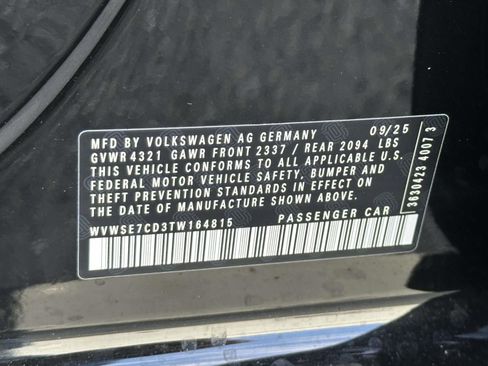 MFD BY VOLKSWAGEN AG GERMANY 09/25
GVWR 4321 GAWR FRONT 2337 / REAR 2094 LBS
THIS VEHICLE CONFORMS TO ALL APPLICABLE U.S.
FEDERAL MOTOR VEHICLE SAFETY, BUMPER AND
THEFT PREVENTION STANDARDS IN EFFECT ON
THE DATE OF MANUFACTURE SHOWN ABOVE.
WVWSE7CD3TW164815 PASSENGER CAR
3630423 4007 3